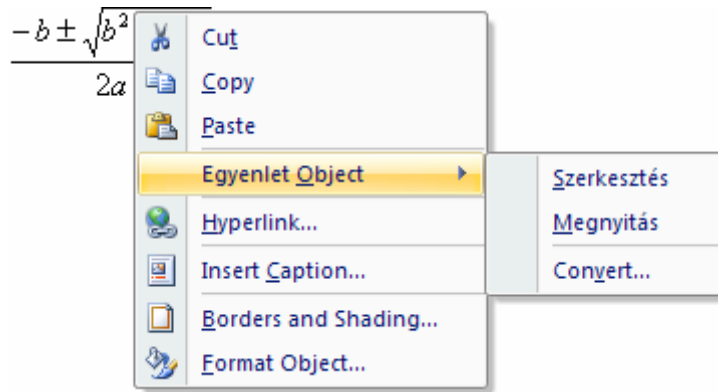 −b ± √b²
2a
Cut
Copy
Paste
Egyenlet Object
Szerkesztés
Hyperlink...
Megnyitás
Insert Caption...
Convert...
Borders and Shading...
Format Object...